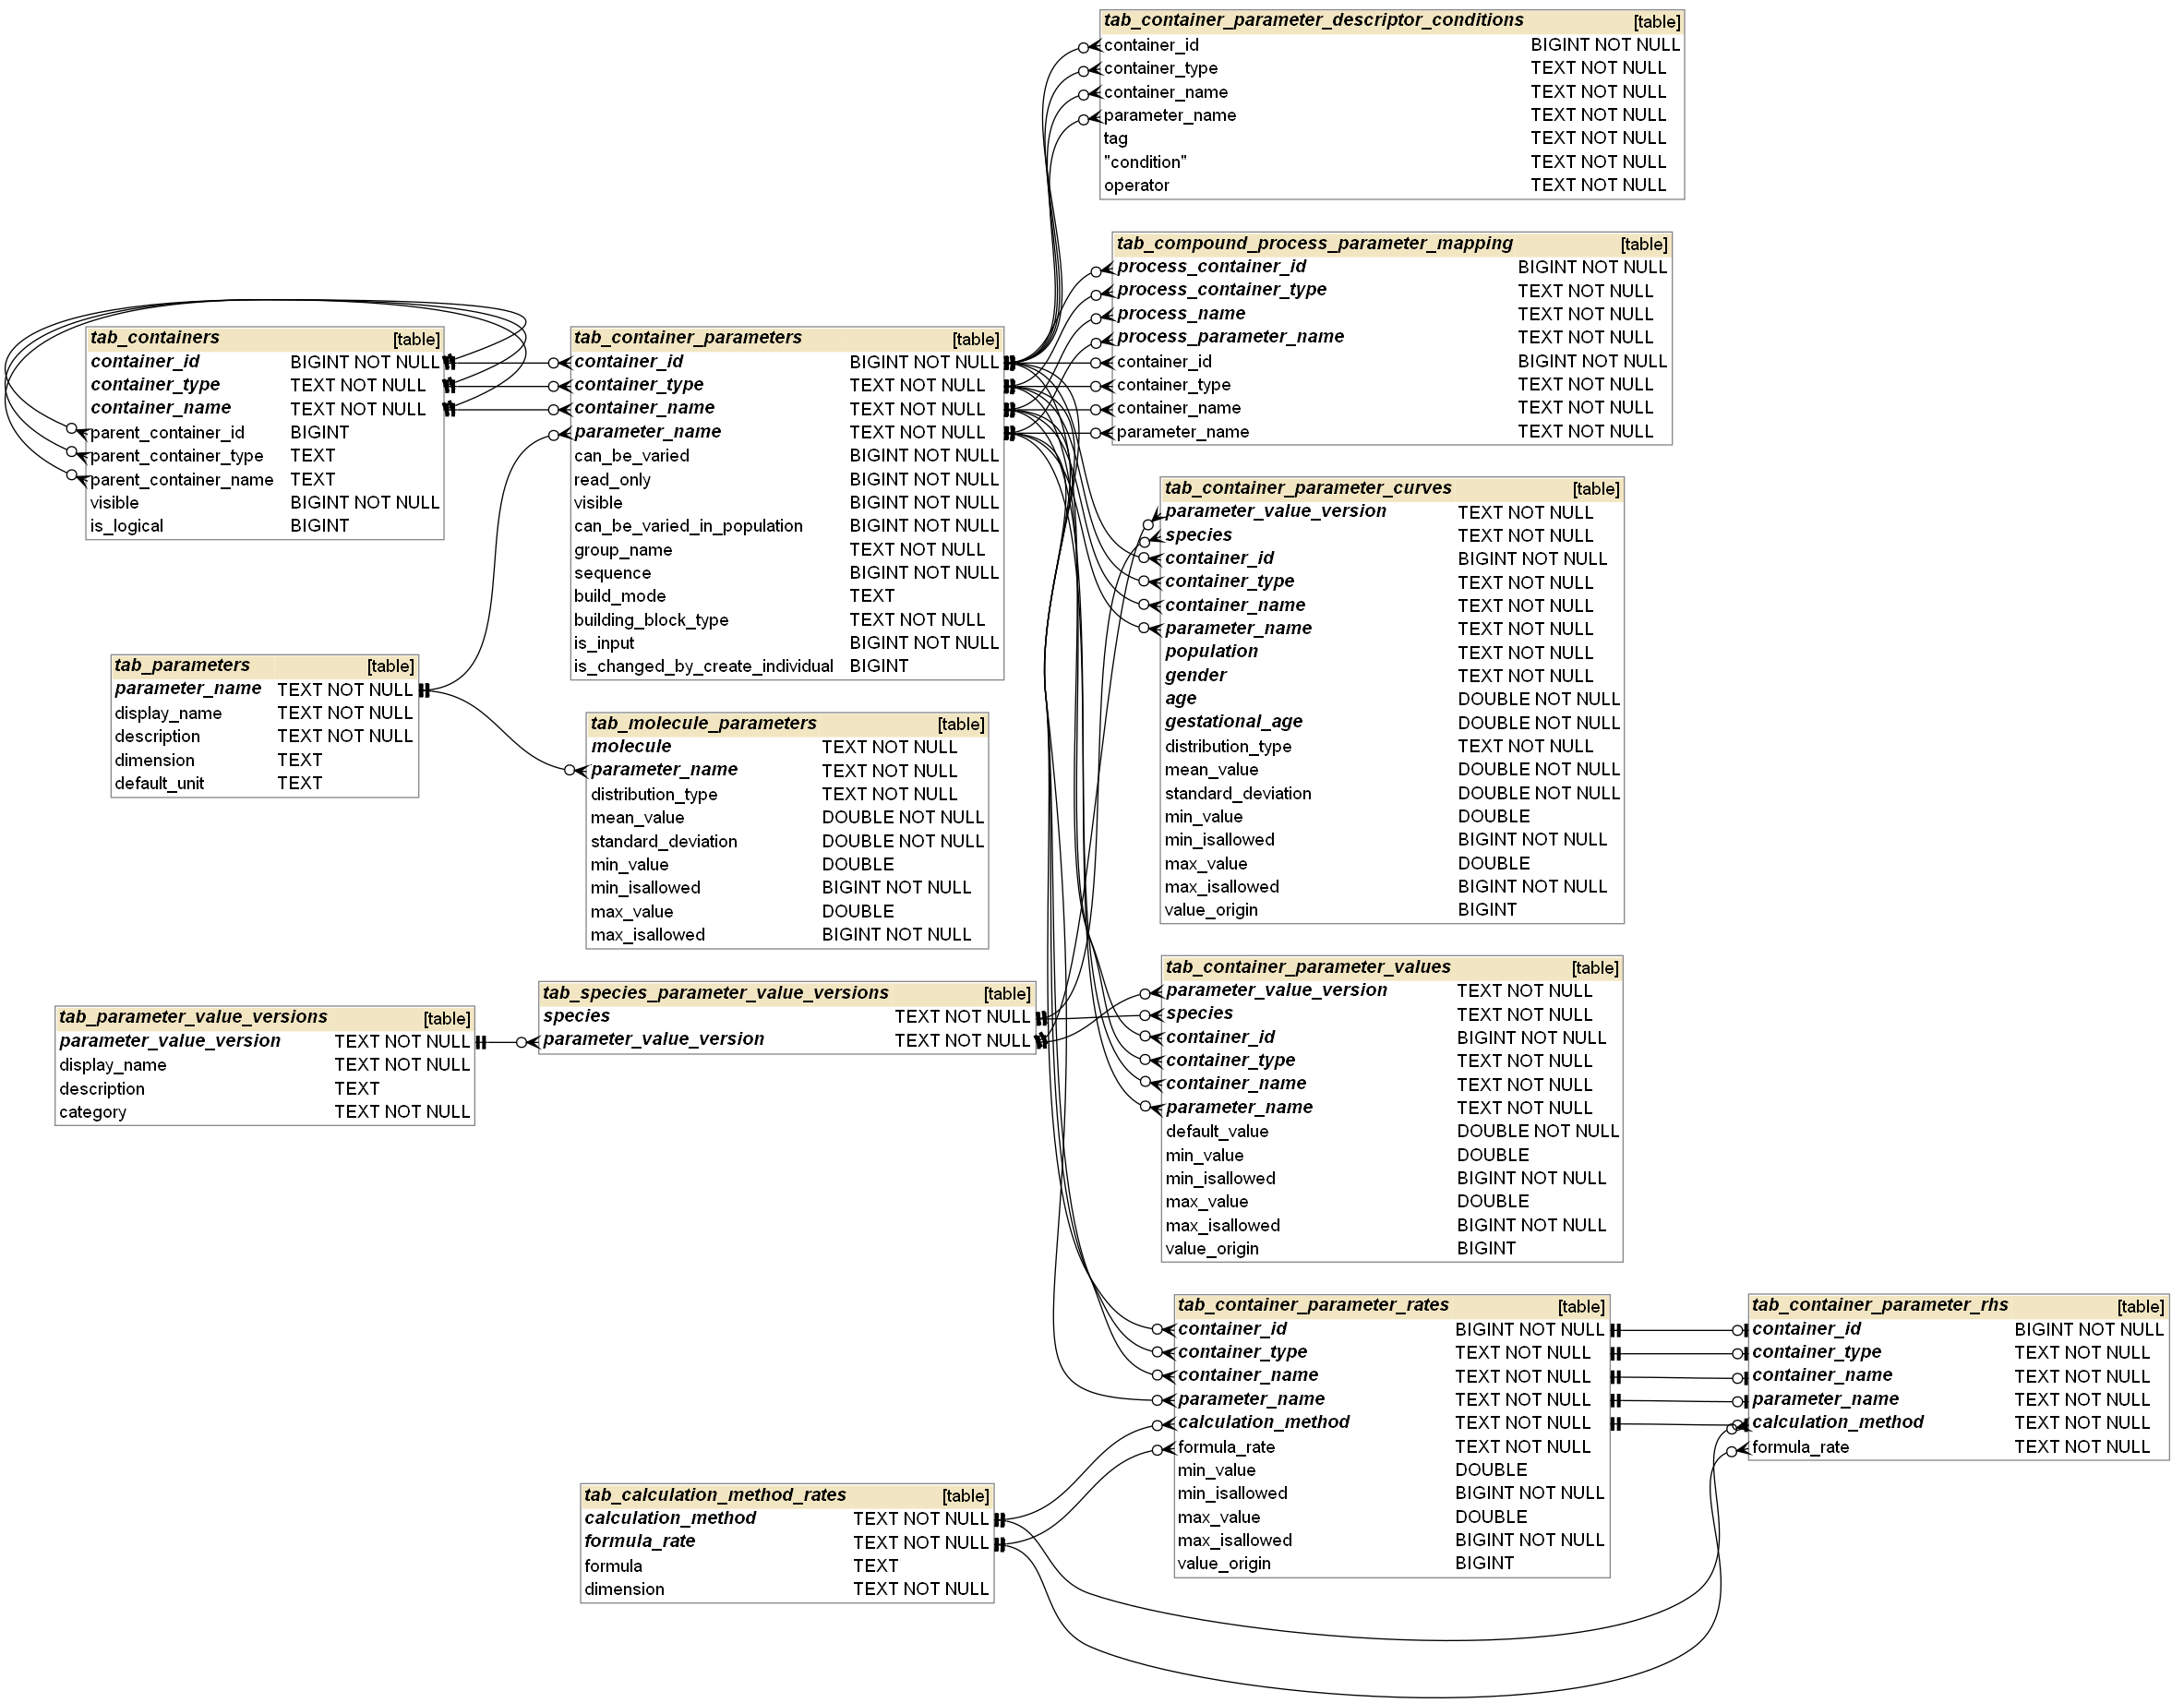 tab_container_parameter_descriptor_conditions [table]
container_id BIGINT NOT NULL
container_type TEXT NOT NULL
container_name TEXT NOT NULL
parameter_name TEXT NOT NULL
tag TEXT NOT NULL
"condition" TEXT NOT NULL
operator TEXT NOT NULL
tab_compound_process_parameter_mapping [table]
process_container_id BIGINT NOT NULL
process_container_type TEXT NOT NULL
process_name TEXT NOT NULL
process_parameter_name TEXT NOT NULL
container_id BIGINT NOT NULL
container_type TEXT NOT NULL
container_name TEXT NOT NULL
parameter_name TEXT NOT NULL
tab_containers [table]
container_id BIGINT NOT NULL
container_type TEXT NOT NULL
container_name TEXT NOT NULL
parent_container_id BIGINT
parent_container_type TEXT
parent_container_name TEXT
visible BIGINT NOT NULL
is_logical BIGINT
tab_container_parameters [table]
container_id BIGINT NOT NULL
container_type TEXT NOT NULL
container_name TEXT NOT NULL
parameter_name TEXT NOT NULL
can_be_varied BIGINT NOT NULL
read_only BIGINT NOT NULL
visible BIGINT NOT NULL
can_be_varied_in_population BIGINT NOT NULL
group_name TEXT NOT NULL
sequence BIGINT NOT NULL
build_mode TEXT
building_block_type TEXT NOT NULL
is_input BIGINT NOT NULL
is_changed_by_create_individual BIGINT
tab_container_parameter_curves [table]
parameter_value_version TEXT NOT NULL
species TEXT NOT NULL
container_id BIGINT NOT NULL
container_type TEXT NOT NULL
container_name TEXT NOT NULL
parameter_name TEXT NOT NULL
population TEXT NOT NULL
gender TEXT NOT NULL
age DOUBLE NOT NULL
gestational_age DOUBLE NOT NULL
distribution_type TEXT NOT NULL
mean_value DOUBLE NOT NULL
standard_deviation DOUBLE NOT NULL
min_value DOUBLE
min_isallowed BIGINT NOT NULL
max_value DOUBLE
max_isallowed BIGINT NOT NULL
value_origin BIGINT
tab_parameters [table]
parameter_name TEXT NOT NULL
display_name TEXT NOT NULL
description TEXT NOT NULL
dimension TEXT
default_unit TEXT
tab_molecule_parameters [table]
molecule TEXT NOT NULL
parameter_name TEXT NOT NULL
distribution_type TEXT NOT NULL
mean_value DOUBLE NOT NULL
standard_deviation DOUBLE NOT NULL
min_value DOUBLE
min_isallowed BIGINT NOT NULL
max_value DOUBLE
max_isallowed BIGINT NOT NULL
tab_parameter_value_versions [table]
parameter_value_version TEXT NOT NULL
display_name TEXT NOT NULL
description TEXT
category TEXT NOT NULL
tab_species_parameter_value_versions [table]
species TEXT NOT NULL
parameter_value_version TEXT NOT NULL
tab_container_parameter_values [table]
parameter_value_version TEXT NOT NULL
species TEXT NOT NULL
container_id BIGINT NOT NULL
container_type TEXT NOT NULL
container_name TEXT NOT NULL
parameter_name TEXT NOT NULL
default_value DOUBLE NOT NULL
min_value DOUBLE
min_isallowed BIGINT NOT NULL
max_value DOUBLE
max_isallowed BIGINT NOT NULL
value_origin BIGINT
tab_container_parameter_rates [table]
container_id BIGINT NOT NULL
container_type TEXT NOT NULL
container_name TEXT NOT NULL
parameter_name TEXT NOT NULL
calculation_method TEXT NOT NULL
formula_rate TEXT NOT NULL
min_value DOUBLE
min_isallowed BIGINT NOT NULL
max_value DOUBLE
max_isallowed BIGINT NOT NULL
value_origin BIGINT
tab_container_parameter_rhs [table]
container_id BIGINT NOT NULL
container_type TEXT NOT NULL
container_name TEXT NOT NULL
parameter_name TEXT NOT NULL
calculation_method TEXT NOT NULL
formula_rate TEXT NOT NULL
tab_calculation_method_rates [table]
calculation_method TEXT NOT NULL
formula_rate TEXT NOT NULL
formula TEXT
dimension TEXT NOT NULL